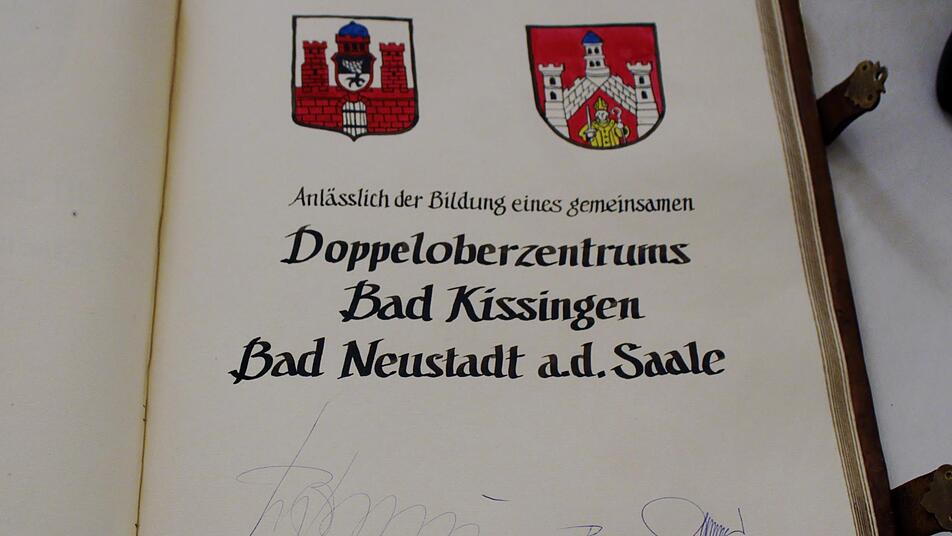 Anlässlich der Bildung eines gemeinsamen
Doppeloberzentrums
Bad Kissingen
Bad Neustadt a.d. Saale